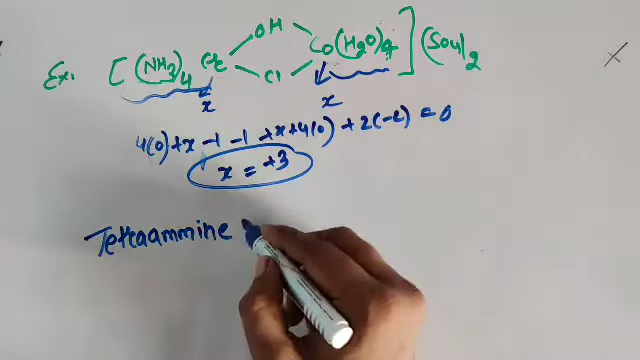 OH
Ex: [(NH3)4 Co Co(H2O)4](SO4)2
Cl
x x
4(0)+x-1-1+x+4(0)+2(-2)=0
x=+3
Tetraammine